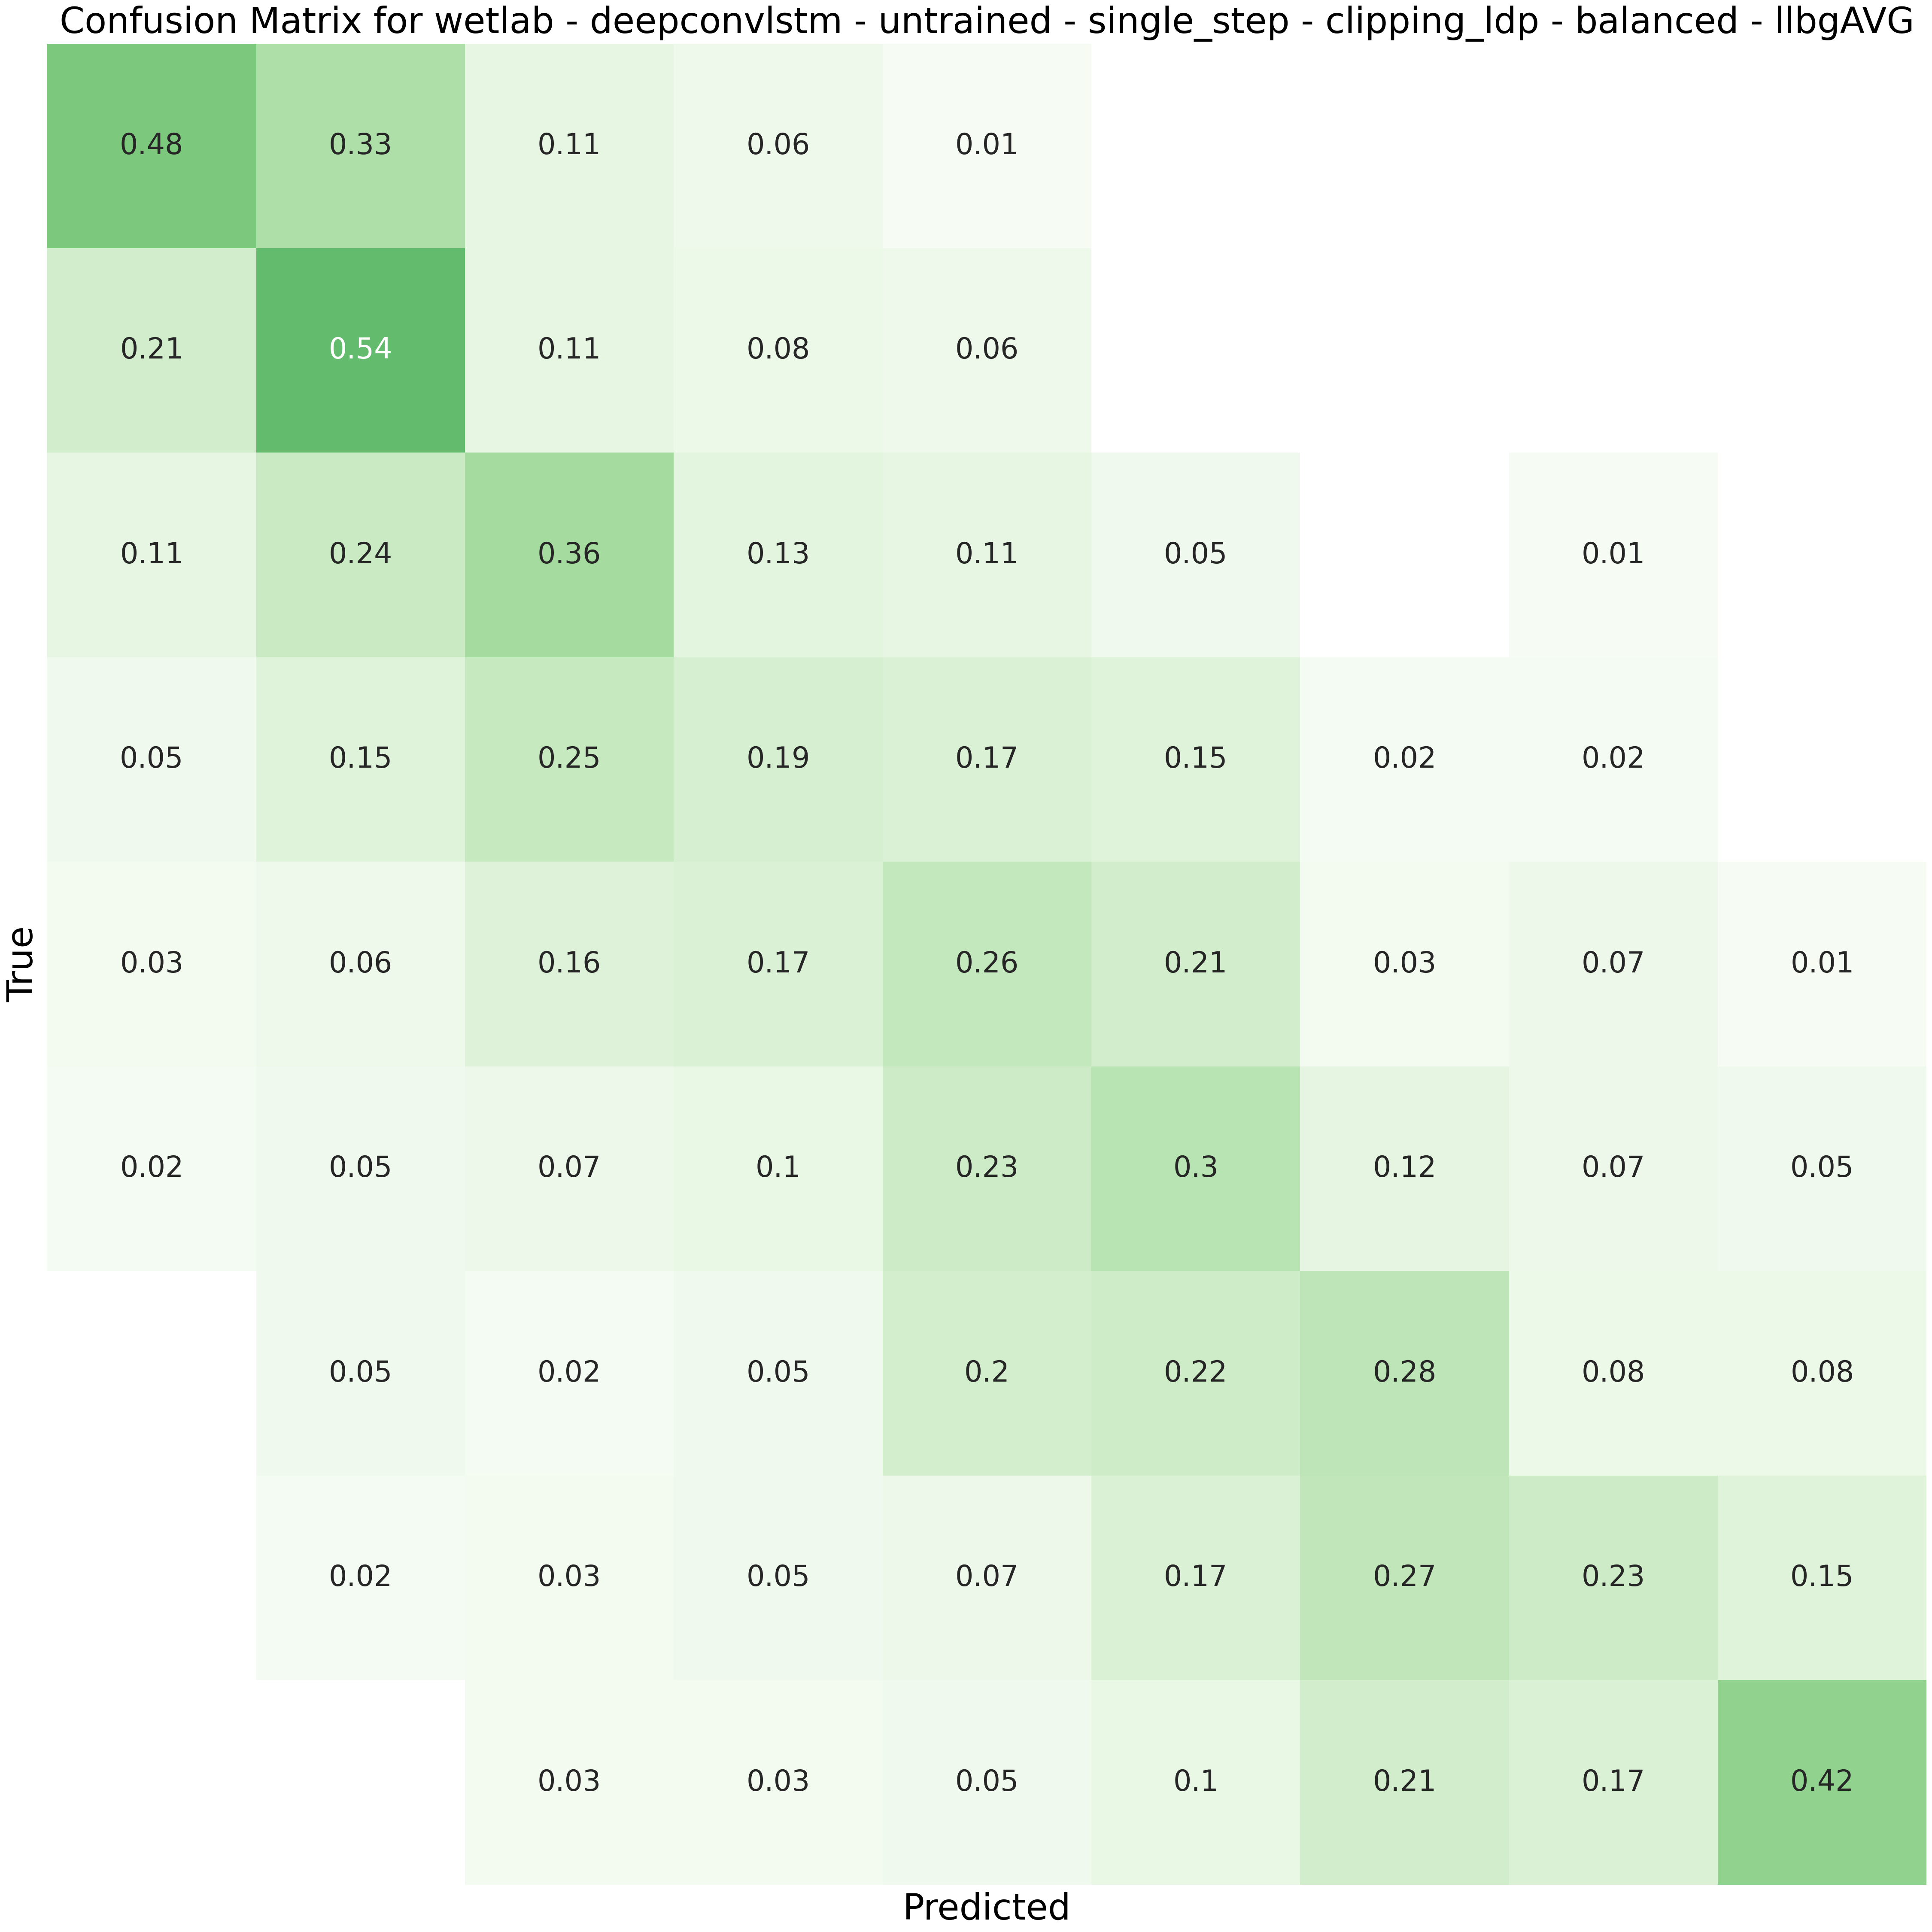 Confusion Matrix for wetlab - deepconvlstm - untrained - single_step - clipping_ldp - balanced - llbgAVG
0.48 0.33 0.11 0.06 0.01
0.21 0.54 0.11 0.08 0.06
0.11 0.24 0.36 0.13 0.11 0.05 0.01
0.05 0.15 0.25 0.19 0.17 0.15 0.02 0.02
0.03 0.06 0.16 0.17 0.26 0.21 0.03 0.07 0.01
0.02 0.05 0.07 0.1 0.23 0.3 0.12 0.07 0.05
0.05 0.02 0.05 0.2 0.22 0.28 0.08 0.08
0.02 0.03 0.05 0.07 0.17 0.27 0.23 0.15
0.03 0.03 0.05 0.1 0.21 0.17 0.42
True
Predicted